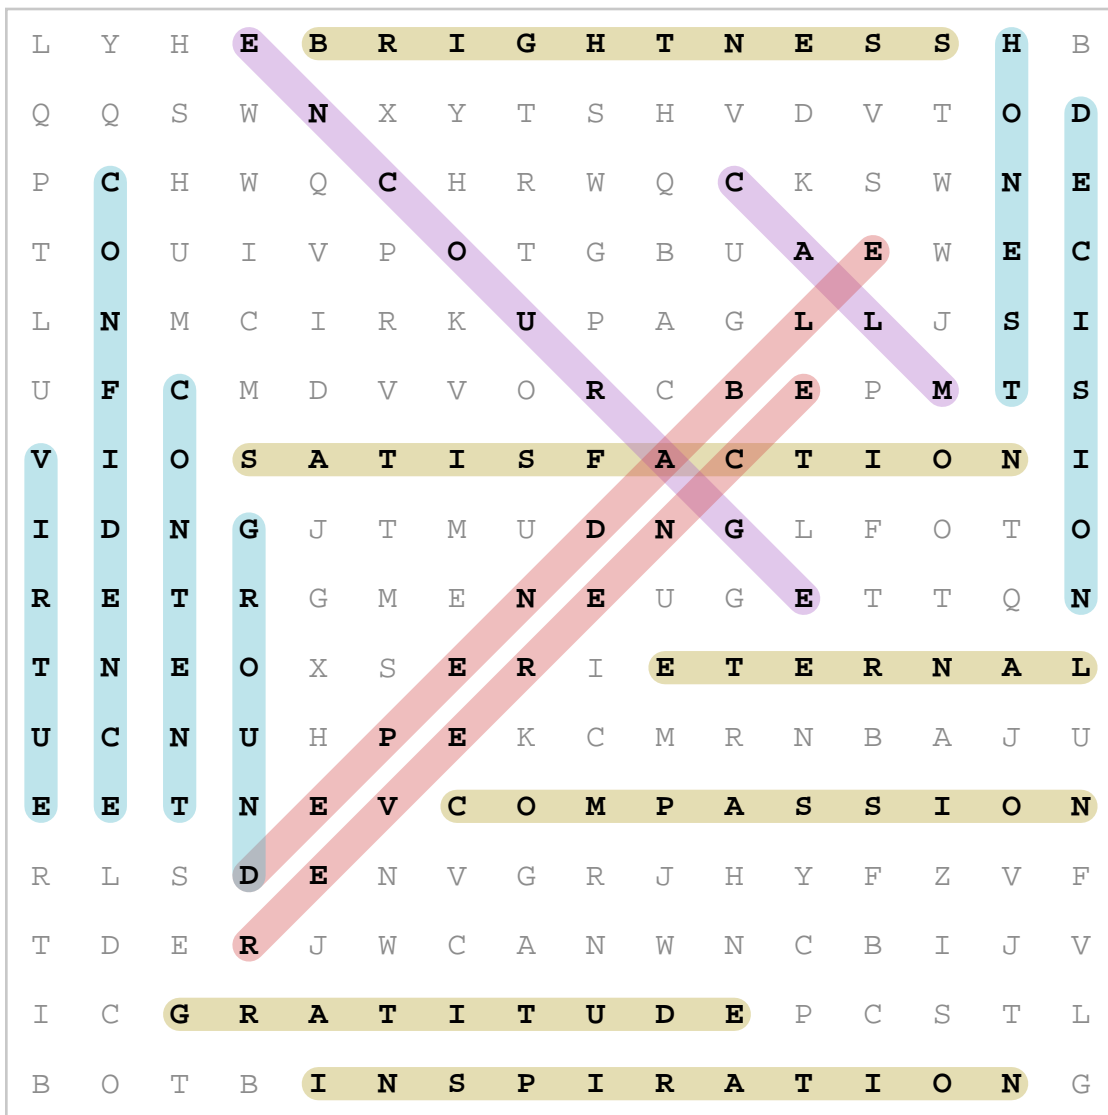 L Y H E B R I G H T N E S S H B
Q Q S W N X Y T S H V D V T O D
P C H W Q C H R W Q C K S W N E
T O U I V P O T G B U A E W E C
L N M C I R K U P A G L L J S I
U F C M D V V O R C B E P M T S
V I O S A T I S F A C T I O N I
I D N G J T M U D N G L F O T O
R E T R G M E N E U G E T T Q N
T N E O X S E R I E T E R N A L
U C N U H P E K C M R N B A J U
E E T N E V C O M P A S S I O N
R L S D E N V G R J H Y F Z V F
T D E R J W C A N W N C B I J V
I C G R A T I T U D E P C S T L
B O T B I N S P I R A T I O N G